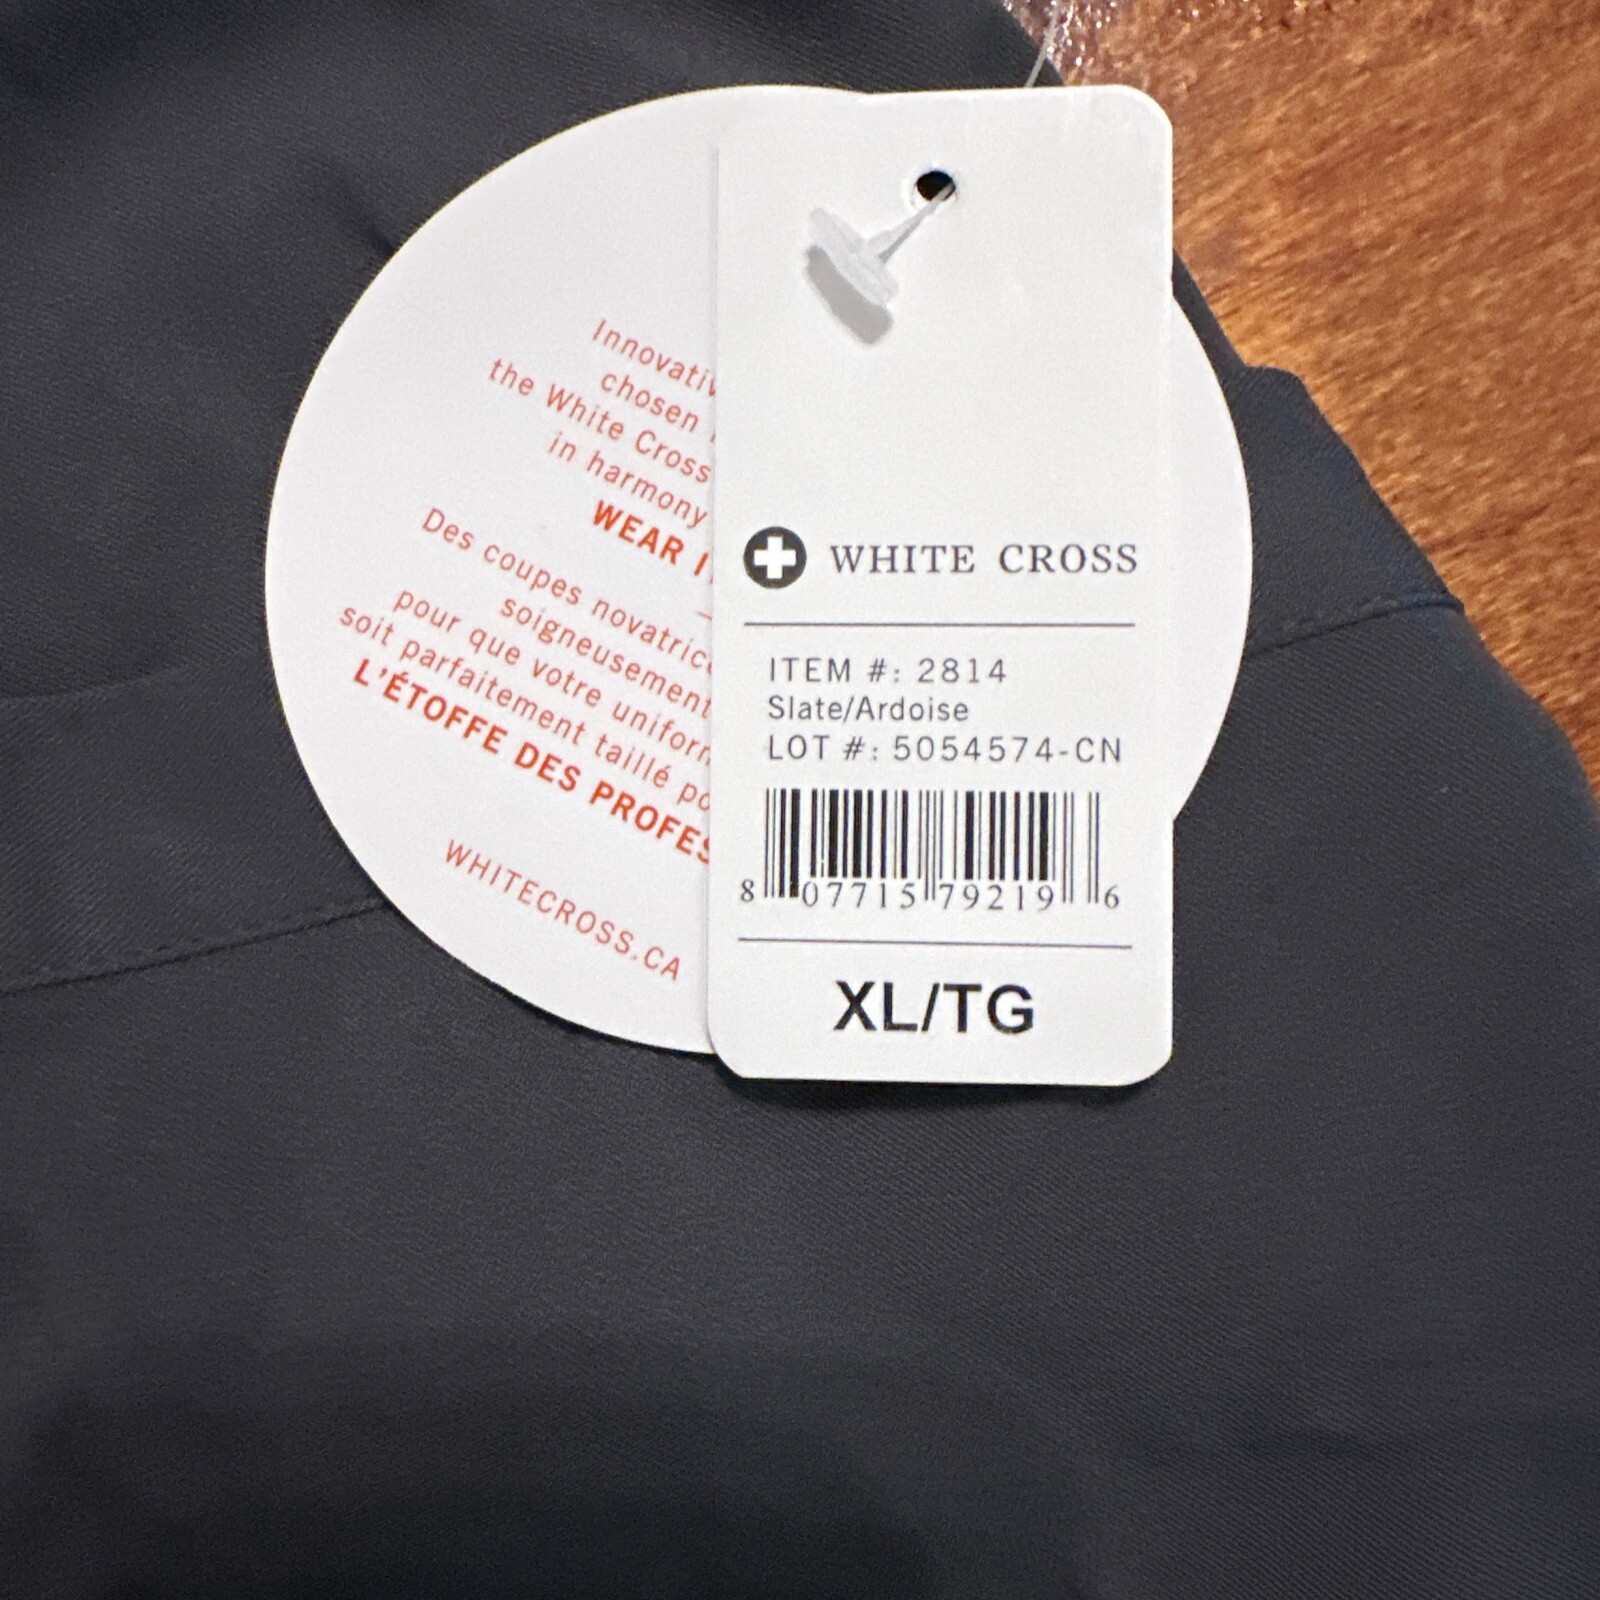 Innovativ
chosen
the White Cross
in harmony
WEAR I
Des coupes novatric
soigneusement
pour que votre uniform
soit parfaitement taillé po
L'ÉTOFFE DES PROFES
WHITECROSS.CA
WHITE CROSS
ITEM #: 2814
Slate/Ardoise
LOT #: 5054574-CN
8 07715 79219 6
XL/TG